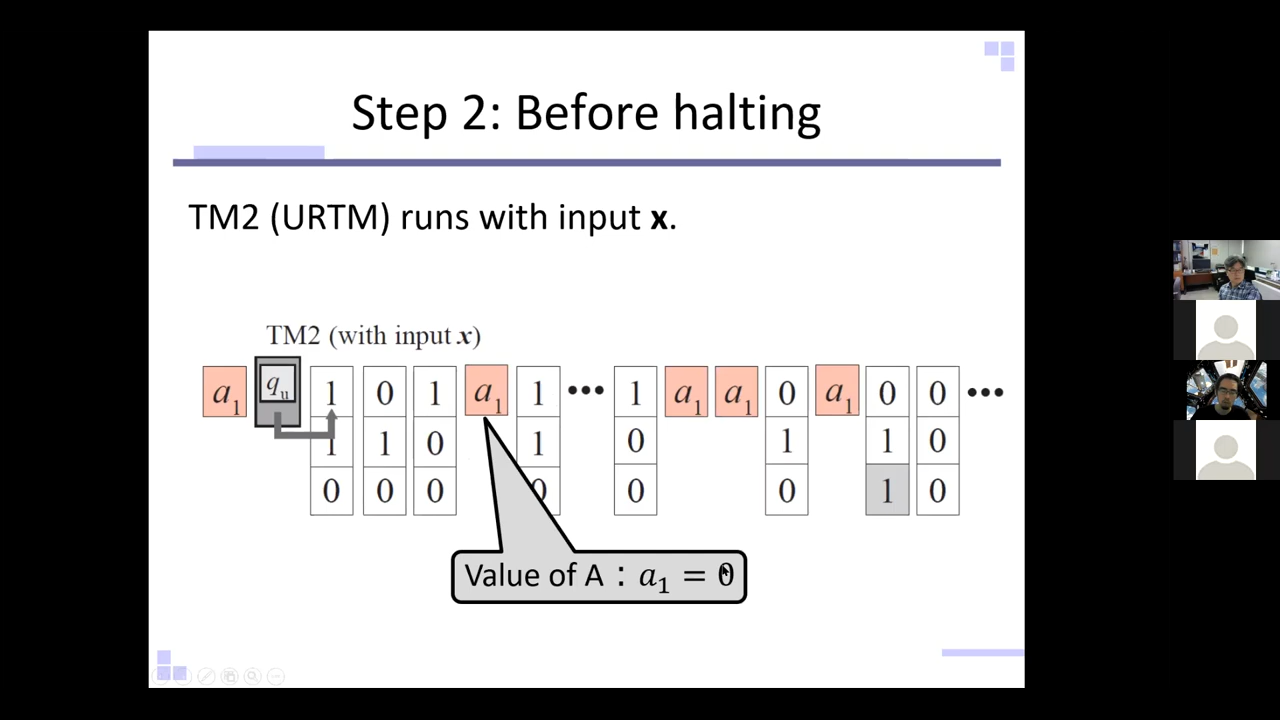 Step 2: Before halting
TM2 (URTM) runs with input x.
TM2 (with input x)
a₁ qᵤ 1 0 1 a₁ 1 ••• 1 a₁ a₁ 0 a₁ 0 0 •••
1 1 0 1 0 1 1 0
0 0 0 0 0 0 1 0
Value of A : a₁ = 0